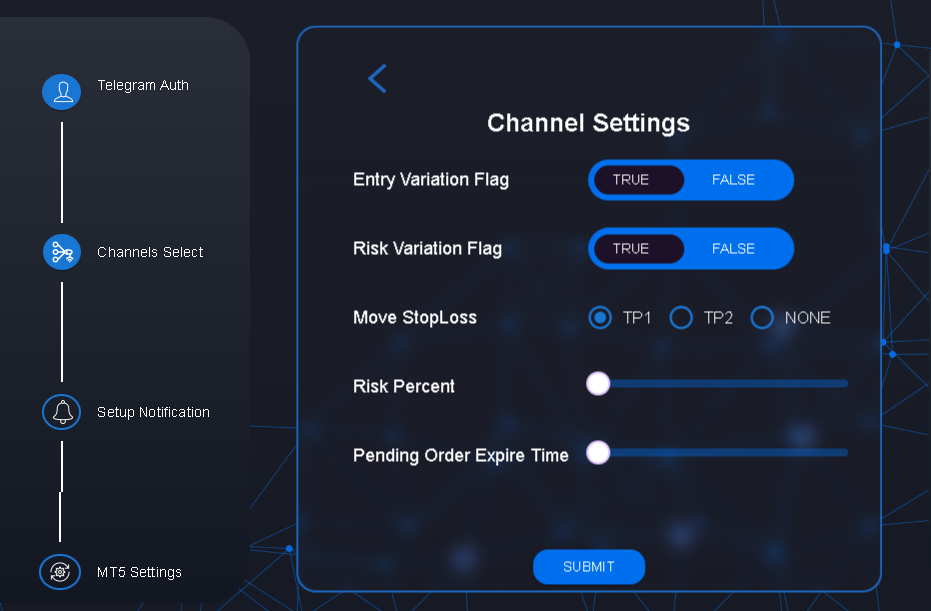 Telegram Auth
Channels Select
Setup Notification
MT5 Settings
Channel Settings
Entry Variation Flag TRUE FALSE
Risk Variation Flag TRUE FALSE
Move StopLoss TP1 TP2 NONE
Risk Percent
Pending Order Expire Time
SUBMIT